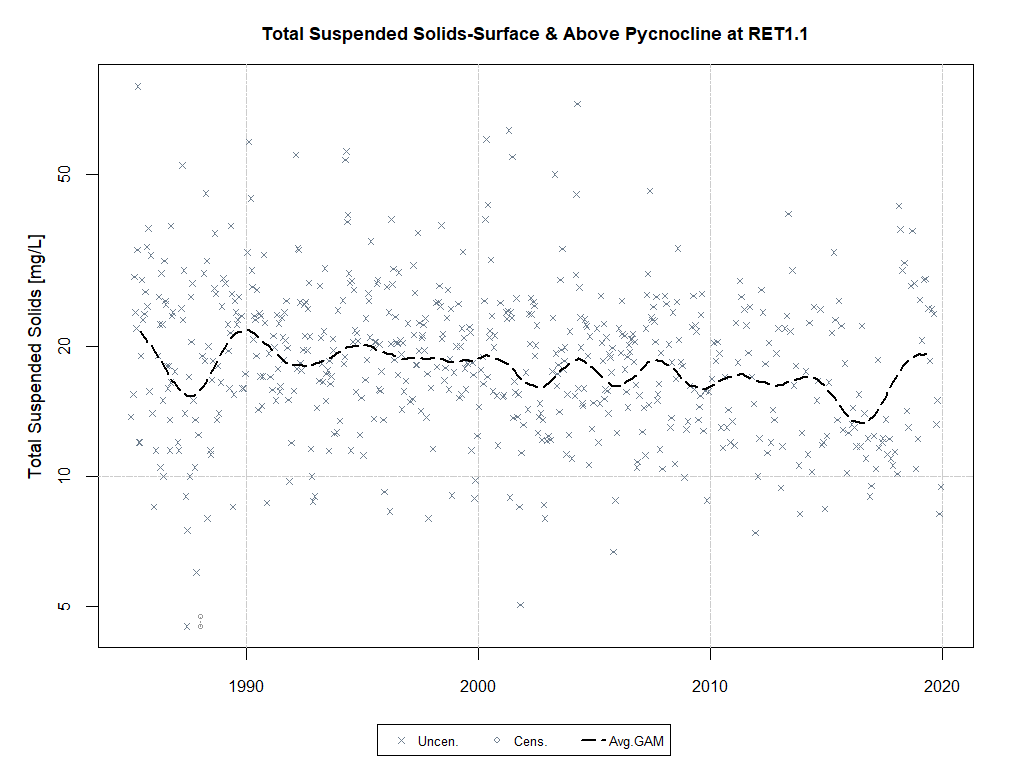 Total Suspended Solids-Surface & Above Pycnocline at RET1.1
Total Suspended Solids [mg/L]
50
20
10
5
1990 2000 2010 2020
Uncen. Cens. Avg.GAM